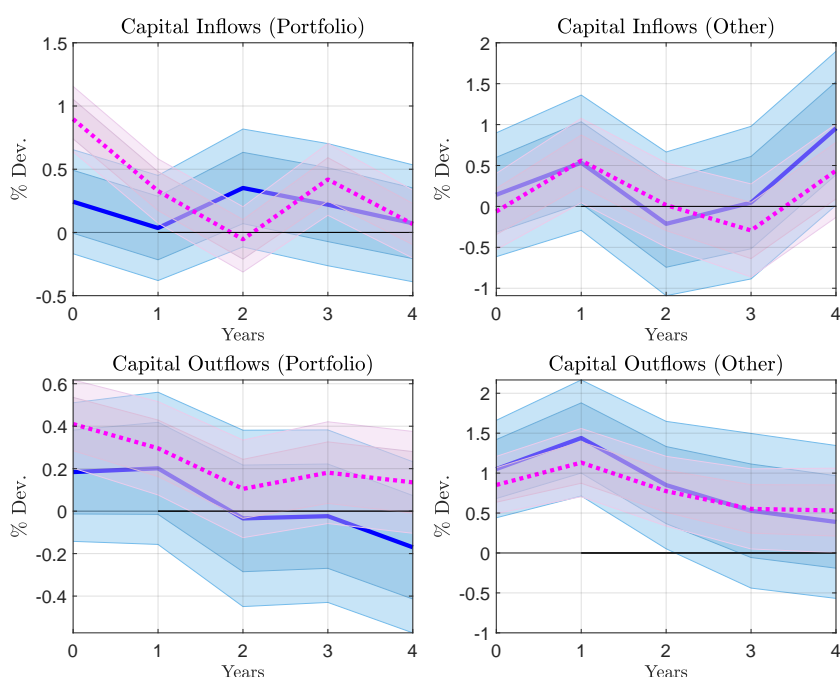 Capital Inflows (Portfolio)
% Dev.
1.5
1
0.5
0
-0.5
0 1 2 3 4
Years
Capital Inflows (Other)
% Dev.
2
1.5
1
0.5
0
-0.5
-1
0 1 2 3 4
Years
Capital Outflows (Portfolio)
% Dev.
0.6
0.4
0.2
0
-0.2
-0.4
0 1 2 3 4
Years
Capital Outflows (Other)
% Dev.
2
1.5
1
0.5
0
-0.5
-1
0 1 2 3 4
Years